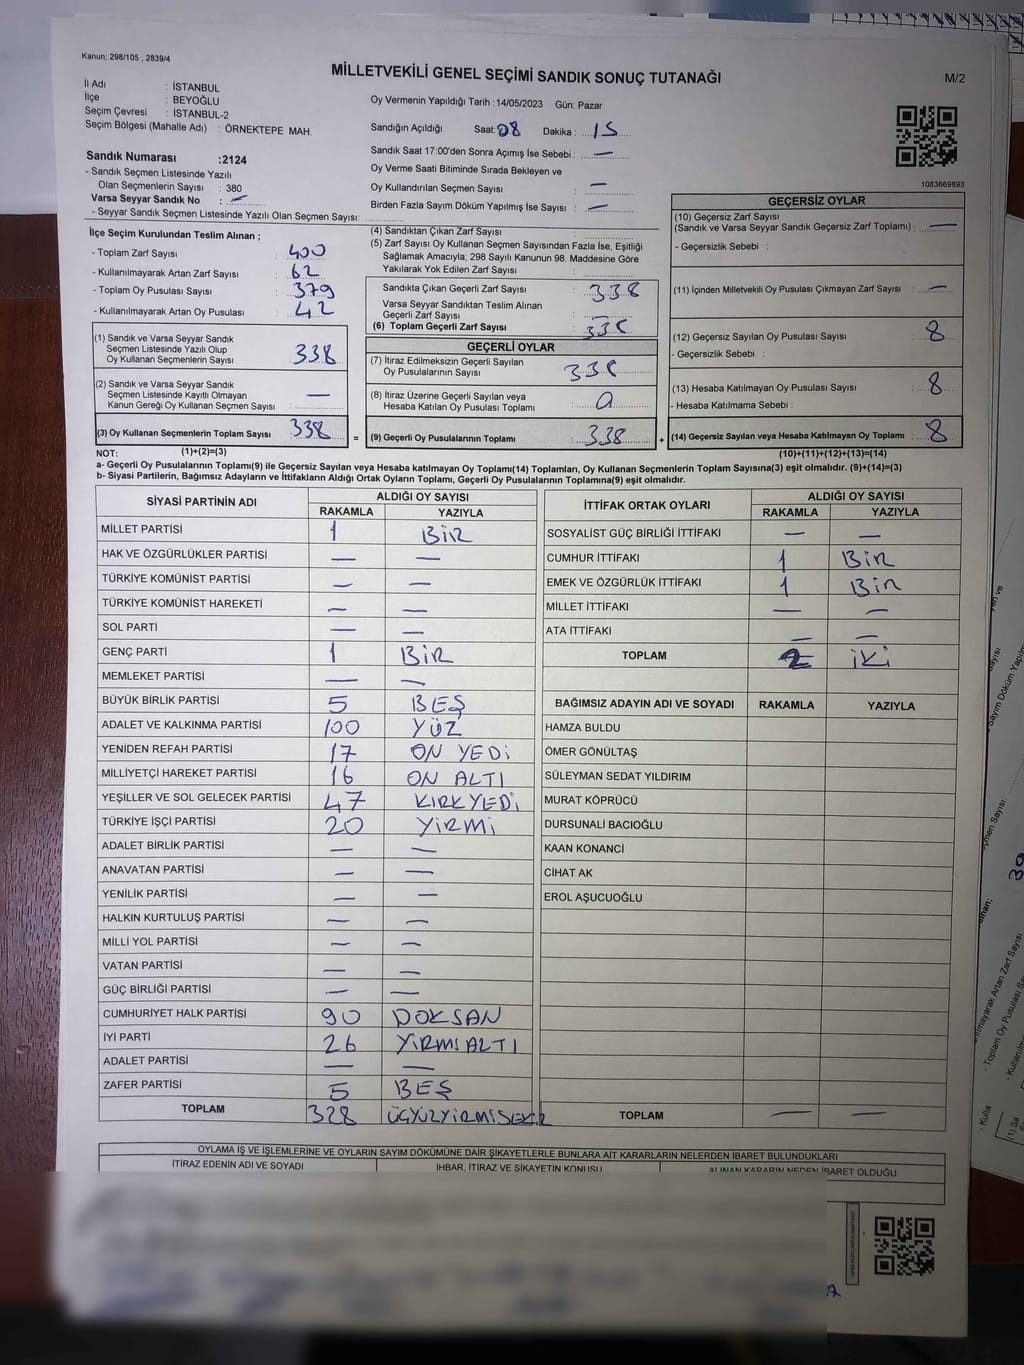 Kanun; 298/105 , 2839/4
MİLLETVEKİLİ GENEL SEÇİMİ SANDIK SONUÇ TUTANAĞI
M/2
İl Adı : İSTANBUL
İlçe : BEYOĞLU
Seçim Çevresi : İSTANBUL-2
Seçim Bölgesi (Mahalle Adı) : ÖRNEKTEPE MAH.
Oy Vermenin Yapıldığı Tarih :14/05/2023 Gün: Pazar
Sandığın Açıldığı Saat: 08 Dakika : 15
Sandık Saat 17:00'den Sonra Açımış İse Sebebi : —
Oy Verme Saati Bitiminde Sırada Bekleyen ve
Oy Kullandırılan Seçmen Sayısı : —
Birden Fazla Sayım Döküm Yapılmış İse Sayısı : —
Sandık Numarası :2124
- Sandık Seçmen Listesinde Yazılı
Olan Seçmenlerin Sayısı : 380
Varsa Seyyar Sandık No : —
- Seyyar Sandık Seçmen Listesinde Yazılı Olan Seçmen Sayısı:
1083669893
İlçe Seçim Kurulundan Teslim Alınan ;
- Toplam Zarf Sayısı : 400
- Kullanılmayarak Artan Zarf Sayısı : 62
- Toplam Oy Pusulası Sayısı : 379
- Kullanılmayarak Artan Oy Pusulası : 42
(1) Sandık ve Varsa Seyyar Sandık
Seçmen Listesinde Yazılı Olup
Oy Kullanan Seçmenlerin Sayısı : 338
(2) Sandık ve Varsa Seyyar Sandık
Seçmen Listesinde Kayıtlı Olmayan
Kanun Gereği Oy Kullanan Seçmen Sayısı : —
(3) Oy Kullanan Seçmenlerin Toplam Sayısı : 338
(1)+(2)=(3)
(4) Sandıktan Çıkan Zarf Sayısı :
(5) Zarf Sayısı Oy Kullanan Seçmen Sayısından Fazla İse, Eşitliği
Sağlamak Amacıyla, 298 Sayılı Kanunun 98. Maddesine Göre
Yakılarak Yok Edilen Zarf Sayısı :
Sandıkta Çıkan Geçerli Zarf Sayısı : 338
Varsa Seyyar Sandıktan Teslim Alınan
Geçerli Zarf Sayısı : —
(6) Toplam Geçerli Zarf Sayısı : 338
GEÇERLİ OYLAR
(7) İtiraz Edilmeksizin Geçerli Sayılan
Oy Pusulalarının Sayısı : 338
(8) İtiraz Üzerine Geçerli Sayılan veya
Hesaba Katılan Oy Pusulası Toplamı :
= (9) Geçerli Oy Pusulalarının Toplamı : 338 +
GEÇERSİZ OYLAR
(10) Geçersiz Zarf Sayısı
(Sandık ve Varsa Seyyar Sandık Geçersiz Zarf Toplamı) : —
- Geçersizlik Sebebi :
(11) İçinden Milletvekili Oy Pusulası Çıkmayan Zarf Sayısı : —
(12) Geçersiz Sayılan Oy Pusulası Sayısı : 8
- Geçersizlik Sebebi :
(13) Hesaba Katılmayan Oy Pusulası Sayısı : 8
- Hesaba Katılmama Sebebi :
(14) Geçersiz Sayılan veya Hesaba Katılmayan Oy Toplamı : 8
(10)+(11)+(12)+(13)=(14)
NOT:
a- Geçerli Oy Pusulalarının Toplamı(9) ile Geçersiz Sayılan veya Hesaba katılmayan Oy Toplamı(14) Toplamları, Oy Kullanan Seçmenlerin Toplam Sayısına(3) eşit olmalıdır. (9)+(14)=(3)
b- Siyasi Partilerin, Bağımsız Adayların ve İttifakların Aldığı Ortak Oyların Toplamı, Geçerli Oy Pusulalarının Toplamına(9) eşit olmalıdır.
SİYASİ PARTİNİN ADI ALDIĞI OY SAYISI
RAKAMLA YAZIYLA
MİLLET PARTİSİ 1 BİR
HAK VE ÖZGÜRLÜKLER PARTİSİ — —
TÜRKİYE KOMÜNİST PARTİSİ — —
TÜRKİYE KOMÜNİST HAREKETİ — —
SOL PARTİ — —
GENÇ PARTİ 1 BİR
MEMLEKET PARTİSİ — —
BÜYÜK BİRLİK PARTİSİ 5 BEŞ
ADALET VE KALKINMA PARTİSİ 100 YÜZ
YENİDEN REFAH PARTİSİ 17 ON YEDİ
MİLLİYETÇİ HAREKET PARTİSİ 16 ON ALTI
YEŞİLLER VE SOL GELECEK PARTİSİ 47 KIRKYEDİ
TÜRKİYE İŞÇİ PARTİSİ 20 YİRMİ
ADALET BİRLİK PARTİSİ — —
ANAVATAN PARTİSİ — —
YENİLİK PARTİSİ — —
HALKIN KURTULUŞ PARTİSİ — —
MİLLİ YOL PARTİSİ — —
VATAN PARTİSİ — —
GÜÇ BİRLİĞİ PARTİSİ — —
CUMHURİYET HALK PARTİSİ 90 DOKSAN
İYİ PARTİ 26 YİRMİ ALTI
ADALET PARTİSİ — —
ZAFER PARTİSİ 5 BEŞ
TOPLAM 328 ÜÇYÜZYİRMİSEKİZ
İTTİFAK ORTAK OYLARI ALDIĞI OY SAYISI
RAKAMLA YAZIYLA
SOSYALİST GÜÇ BİRLİĞİ İTTİFAKI — —
CUMHUR İTTİFAKI 1 BİR
EMEK VE ÖZGÜRLÜK İTTİFAKI 1 BİR
MİLLET İTTİFAKI — —
ATA İTTİFAKI — —
TOPLAM 2 İKİ
BAĞIMSIZ ADAYIN ADI VE SOYADI RAKAMLA YAZIYLA
HAMZA BULDU
ÖMER GÖNÜLTAŞ
SÜLEYMAN SEDAT YILDIRIM
MURAT KÖPRÜCÜ
DURSUNALİ BACIOĞLU
KAAN KONANCİ
CİHAT AK
EROL AŞUCUOĞLU
TOPLAM — —
OYLAMA İŞ VE İŞLEMLERİNE VE OYLARIN SAYIM DÖKÜMÜNE DAİR ŞİKAYETLERLE BUNLARA AİT KARARLARIN NELERDEN İBARET BULUNDUKLARI
İTİRAZ EDENİN ADI VE SOYADI İHBAR, İTİRAZ VE ŞİKAYETİN KONUSU ALINAN KARARIN NEDEN İBARET OLDUĞU